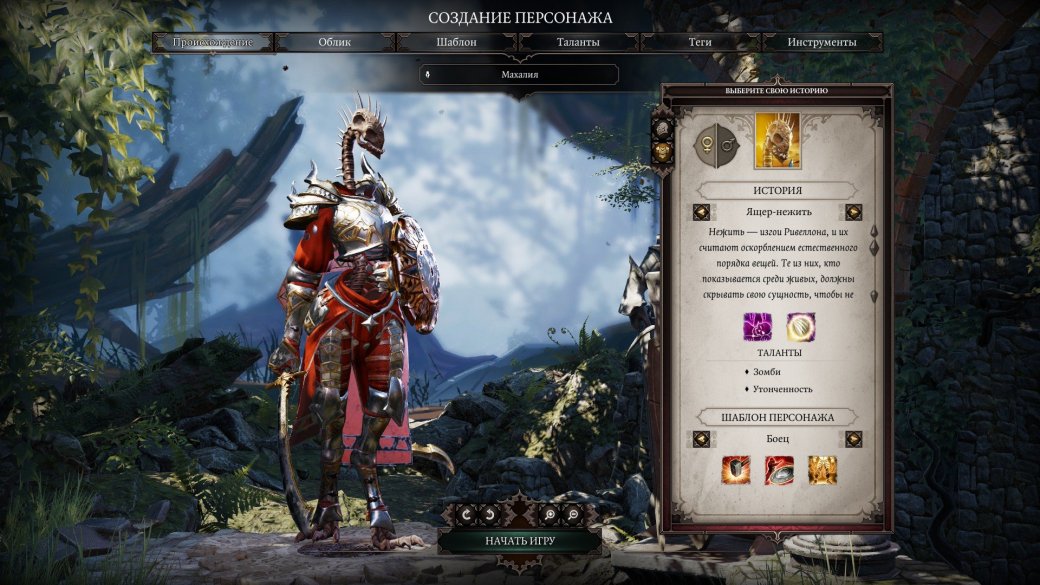 СОЗДАНИЕ ПЕРСОНАЖА
Происхождение
Облик
Шаблон
Таланты
Теги
Инструменты
Махалия
ВЫБЕРИТЕ СВОЮ ИСТОРИЮ
ИСТОРИЯ
Ящер-нежить
Нежить — изгои Ривеллона, и их
считают оскорблением естественного
порядка вещей. Те из них, кто
показывается среди живых, должны
скрывать свою сущность, чтобы не
ТАЛАНТЫ
Зомби
Утонченность
ШАБЛОН ПЕРСОНАЖА
Боец
НАЧАТЬ ИГРУ